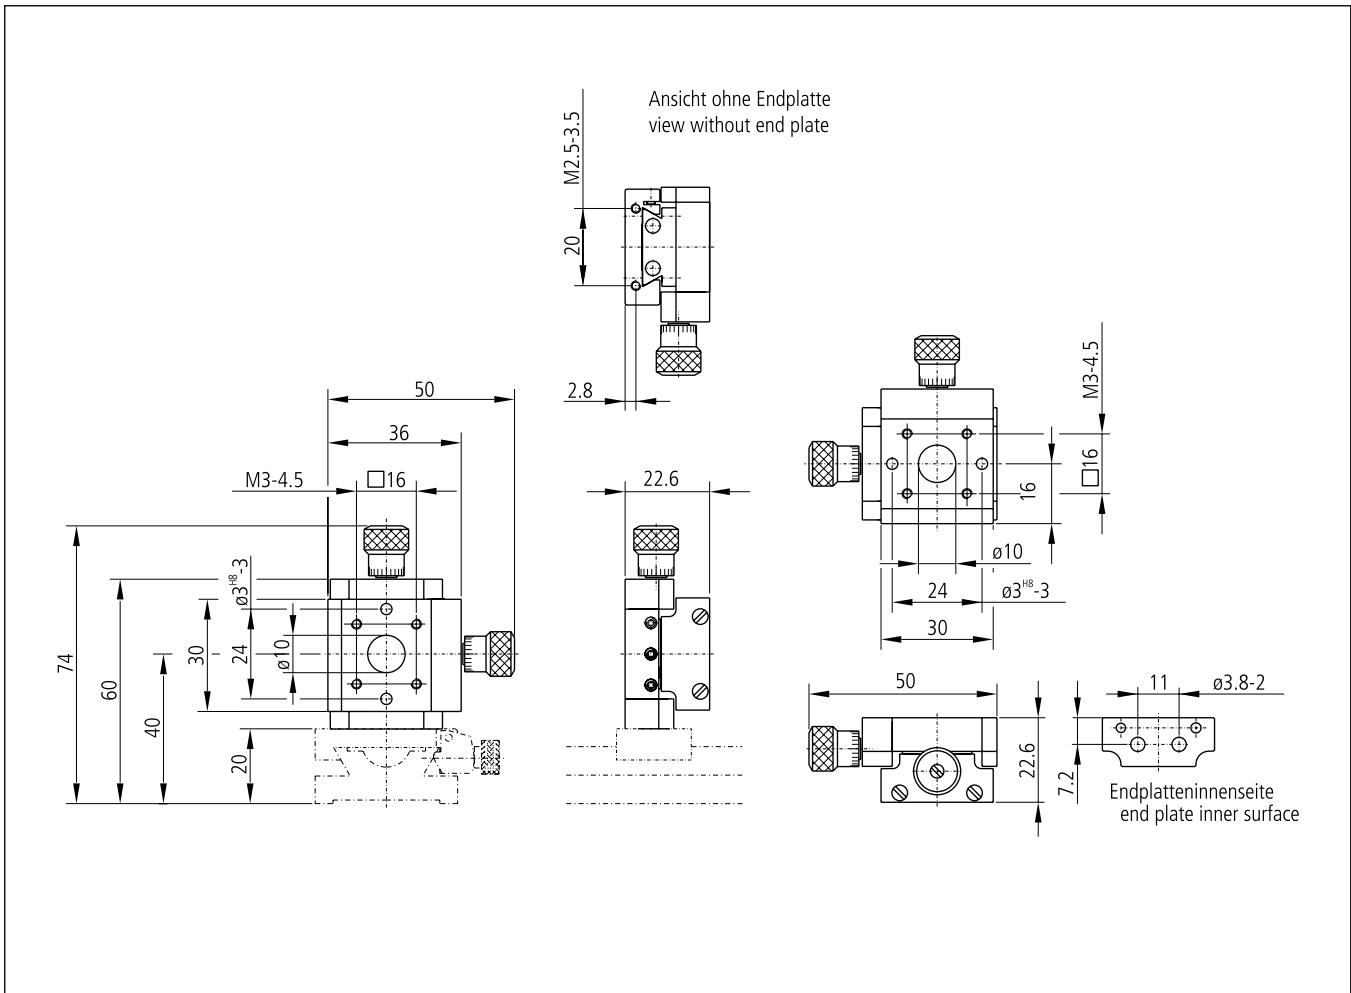 Ansicht ohne Endplatte
view without end plate
M2.5-3.5
20
2.8
50
36
M3-4.5
□16
74
60
40
30
24
20
ø3H8-3
ø10
22.6
M3-4.5
□16
16
ø10
24
ø3H8-3
30
50
22.6
11
ø3.8-2
7.2
Endplatteninnenseite
end plate inner surface